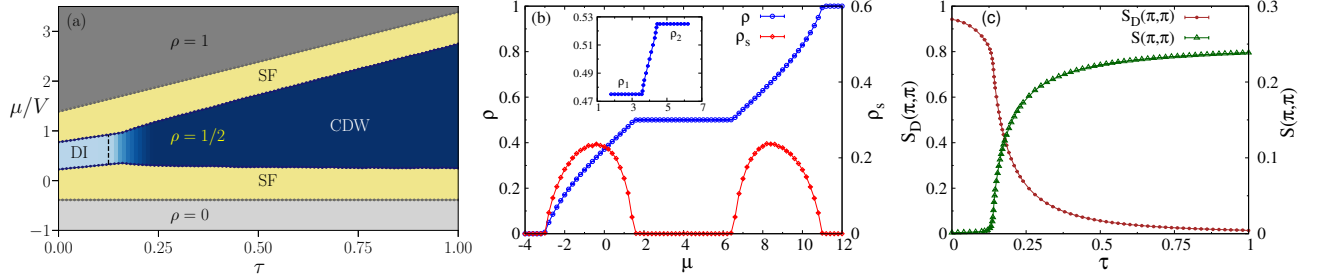 (a)
μ/V
3
2
1
0
−1
ρ = 1
SF
ρ = 1/2
CDW
DI
SF
ρ = 0
0.00
0.25
0.50
0.75
1.00
τ
(b)
ρ
ρs
1
0.8
0.6
0.4
0.2
0
ρ
-4 -2 0 2 4 6 8 10 12
μ
0.6
0.4
0.2
0
ρs
0.53
0.51
0.49
0.47
ρ1
ρ2
3 5 7
(c)
SD(π,π)
S(π,π)
1
0.8
0.6
0.4
0.2
0
SD(π,π)
0 0.25 0.5 0.75 1
τ
0.3
0.2
0.1
0
S(π,π)